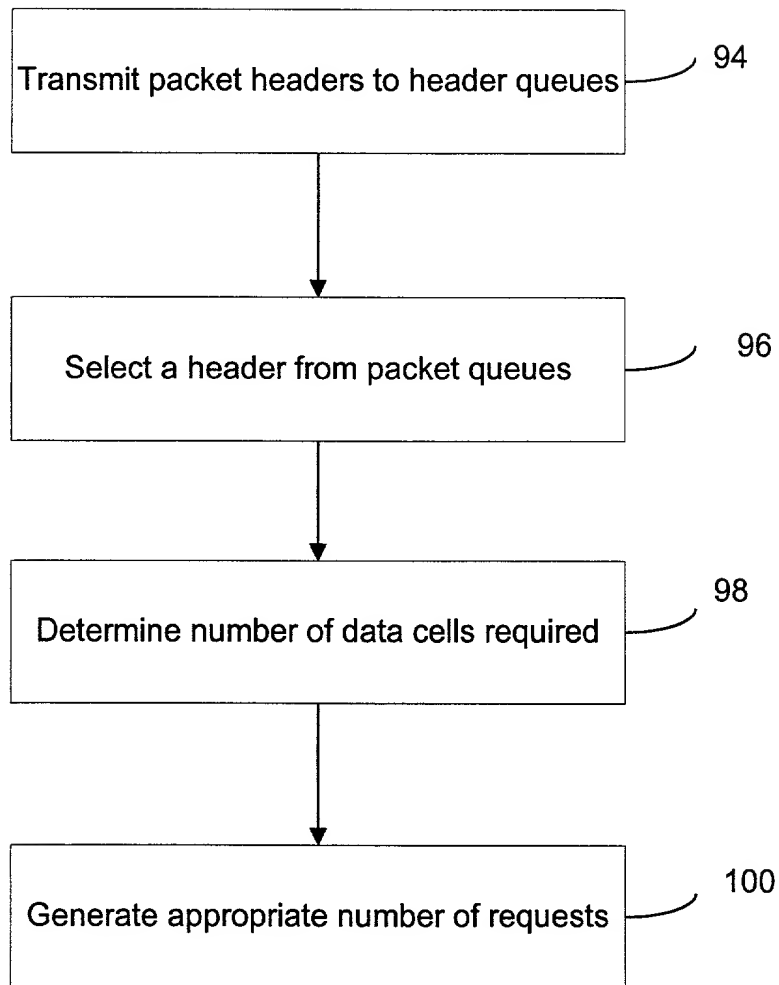 Transmit packet headers to header queues
94
Select a header from packet queues
96
Determine number of data cells required
98
Generate appropriate number of requests
100